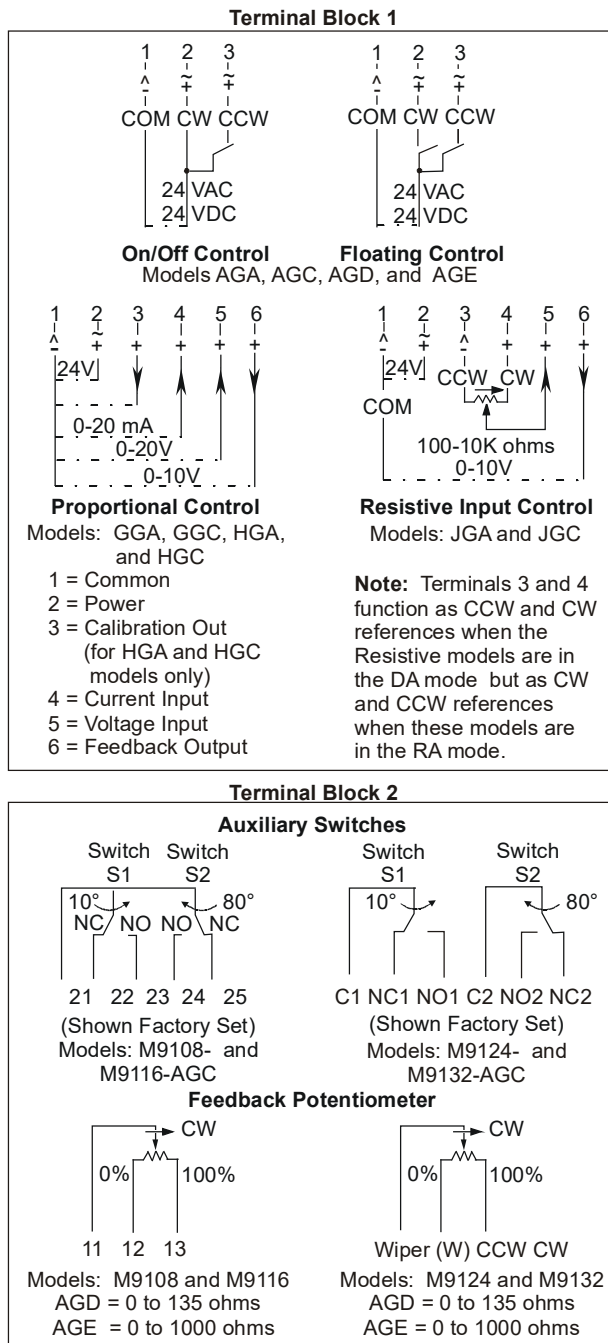 Terminal Block 1
1 2 3
COM CW CCW
24 VAC
24 VDC
On/Off Control
1 2 3
COM CW CCW
24 VAC
24 VDC
Floating Control
Models AGA, AGC, AGD, and AGE
1 2 3 4 5 6
24V
0-20 mA
0-20V
0-10V
Proportional Control
Models: GGA, GGC, HGA,
and HGC
1 = Common
2 = Power
3 = Calibration Out
(for HGA and HGC
models only)
4 = Current Input
5 = Voltage Input
6 = Feedback Output
1 2 3 4 5 6
24V
CCW CW
COM
100-10K ohms
0-10V
Resistive Input Control
Models: JGA and JGC
Note: Terminals 3 and 4
function as CCW and CW
references when the
Resistive models are in
the DA mode but as CW
and CCW references
when these models are
in the RA mode.
Terminal Block 2
Auxiliary Switches
Switch Switch
S1 S2
10° 80°
NC NO NO NC
21 22 23 24 25
(Shown Factory Set)
Models: M9108- and
M9116-AGC
Switch Switch
S1 S2
10° 80°
C1 NC1 NO1 C2 NO2 NC2
(Shown Factory Set)
Models: M9124- and
M9132-AGC
Feedback Potentiometer
CW
0% 100%
11 12 13
Models: M9108 and M9116
AGD = 0 to 135 ohms
AGE = 0 to 1000 ohms
CW
0% 100%
Wiper (W) CCW CW
Models: M9124 and M9132
AGD = 0 to 135 ohms
AGE = 0 to 1000 ohms